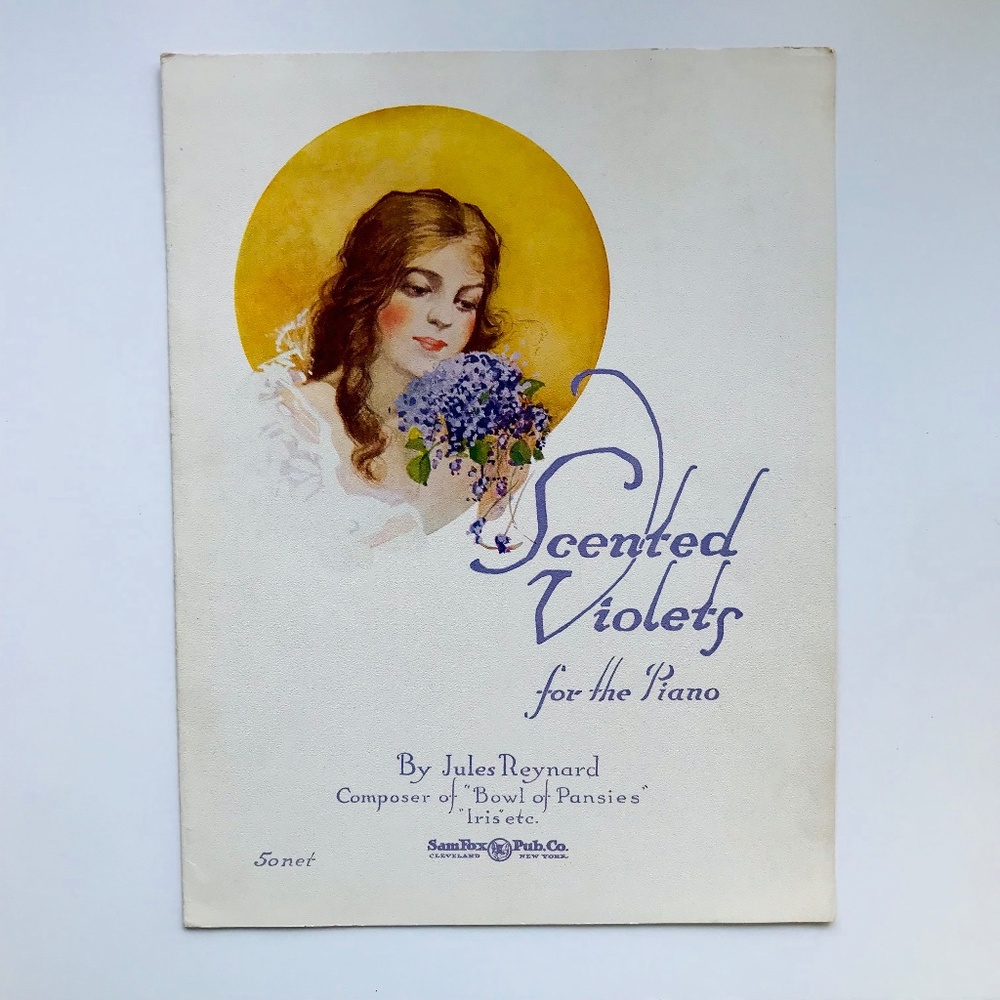 Scented
Violets
for the Piano
By Jules Reynard
Composer of "Bowl of Pansies"
"Iris" etc.
Sam Fox Pub. Co.
CLEVELAND NEW YORK
50 net